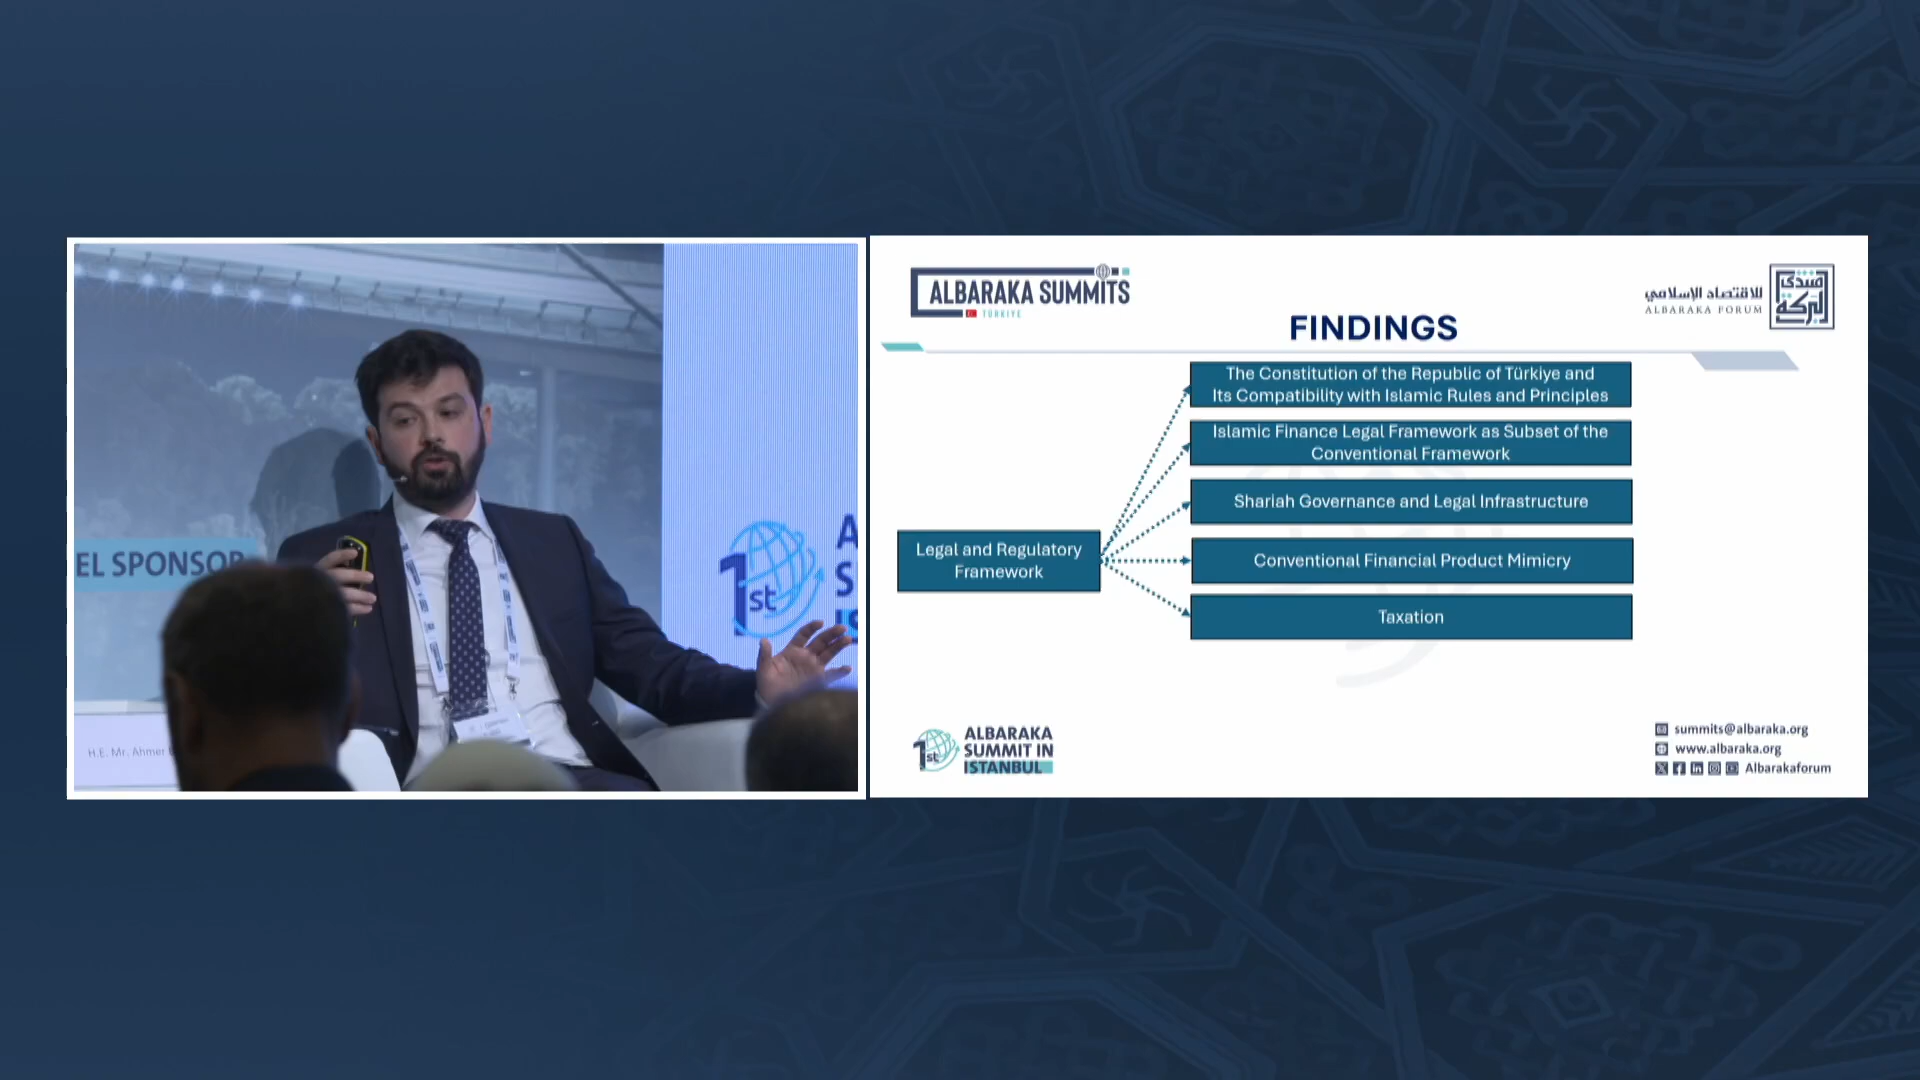 EL SPONSOR
1st
H.E. Mr. Ahmer
ALBARAKA SUMMITS
TÜRKİYE
منتدى البركة
للاقتصاد الإسلامي
ALBARAKA FORUM
FINDINGS
The Constitution of the Republic of Türkiye and
Its Compatibility with Islamic Rules and Principles
Islamic Finance Legal Framework as Subset of the
Conventional Framework
Shariah Governance and Legal Infrastructure
Legal and Regulatory
Framework
Conventional Financial Product Mimicry
Taxation
1st
ALBARAKA
SUMMIT IN
ISTANBUL
summits@albaraka.org
www.albaraka.org
Albarakaforum